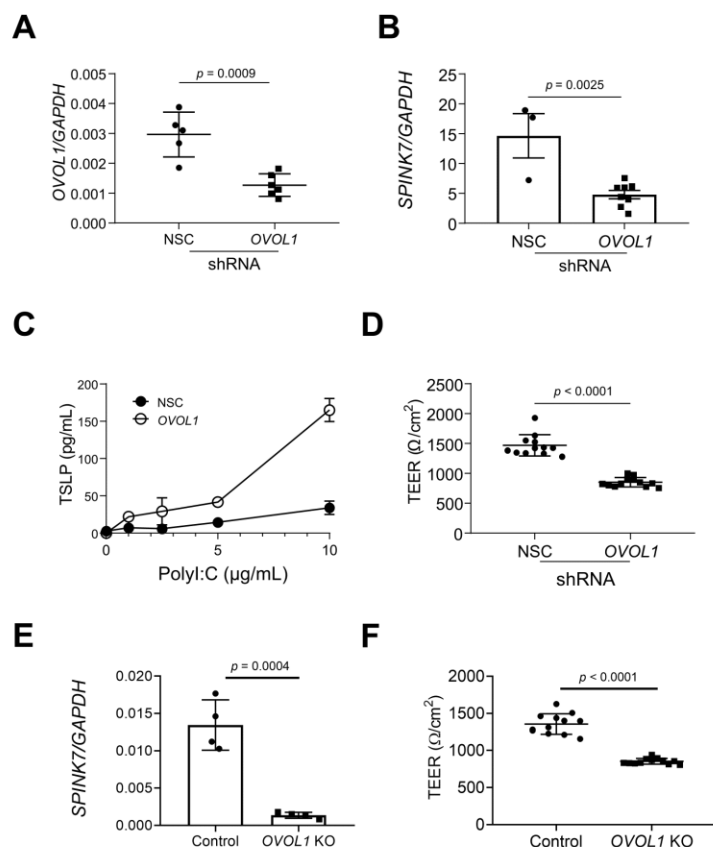 A
OVOL1/GAPDH
0.005
0.004
0.003
0.002
0.001
0.000
p = 0.0009
NSC
OVOL1
shRNA
B
SPINK7/GAPDH
25
20
15
10
5
0
p = 0.0025
NSC
OVOL1
shRNA
C
TSLP (pg/mL)
200
150
100
50
0
NSC
OVOL1
0
5
10
PolyI:C (μg/mL)
D
TEER (Ω/cm²)
2500
2000
1500
1000
500
0
p < 0.0001
NSC
OVOL1
shRNA
E
SPINK7/GAPDH
0.020
0.015
0.010
0.005
0.000
p = 0.0004
Control
OVOL1 KO
F
TEER (Ω/cm²)
2000
1500
1000
500
0
p < 0.0001
Control
OVOL1 KO